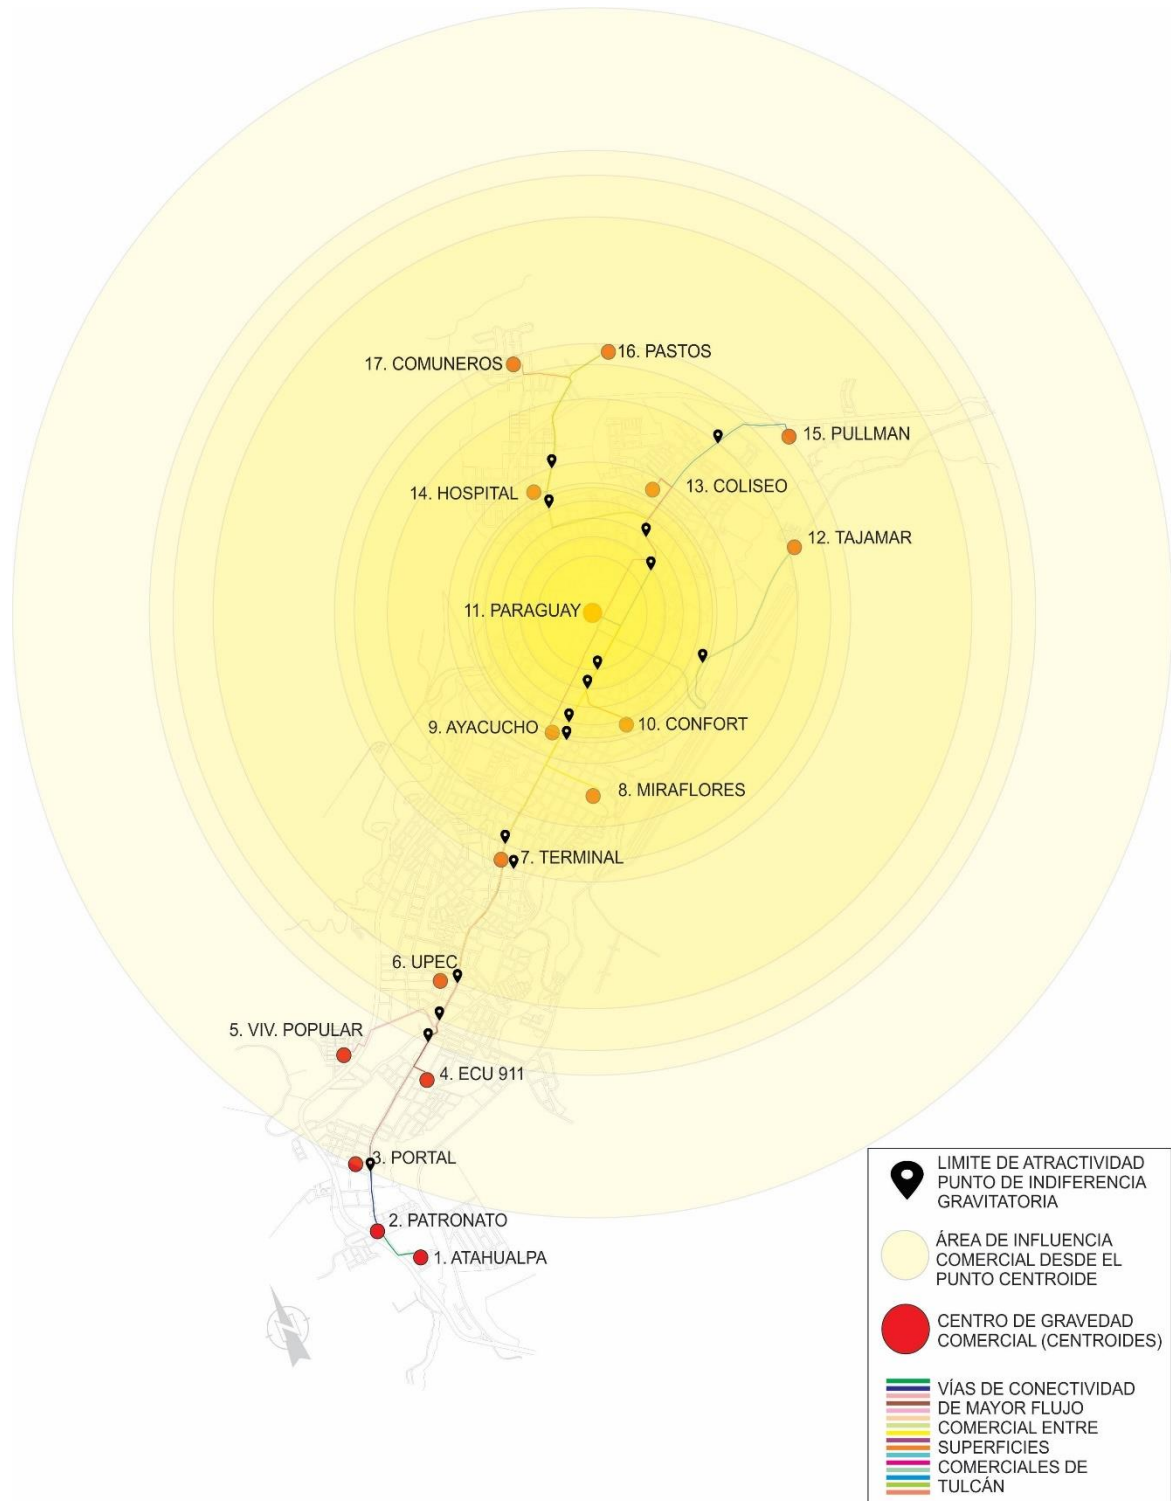 16. PASTOS
17. COMUNEROS
15. PULLMAN
13. COLISEO
14. HOSPITAL
12. TAJAMAR
11. PARAGUAY
10. CONFORT
9. AYACUCHO
8. MIRAFLORES
7. TERMINAL
6. UPEC
5. VIV. POPULAR
4. ECU 911
3. PORTAL
2. PATRONATO
1. ATAHUALPA
LIMITE DE ATRACTIVIDAD
PUNTO DE INDIFERENCIA
GRAVITATORIA
ÁREA DE INFLUENCIA
COMERCIAL DESDE EL
PUNTO CENTROIDE
CENTRO DE GRAVEDAD
COMERCIAL (CENTROIDES)
VÍAS DE CONECTIVIDAD
DE MAYOR FLUJO
COMERCIAL ENTRE
SUPERFICIES
COMERCIALES DE
TULCÁN